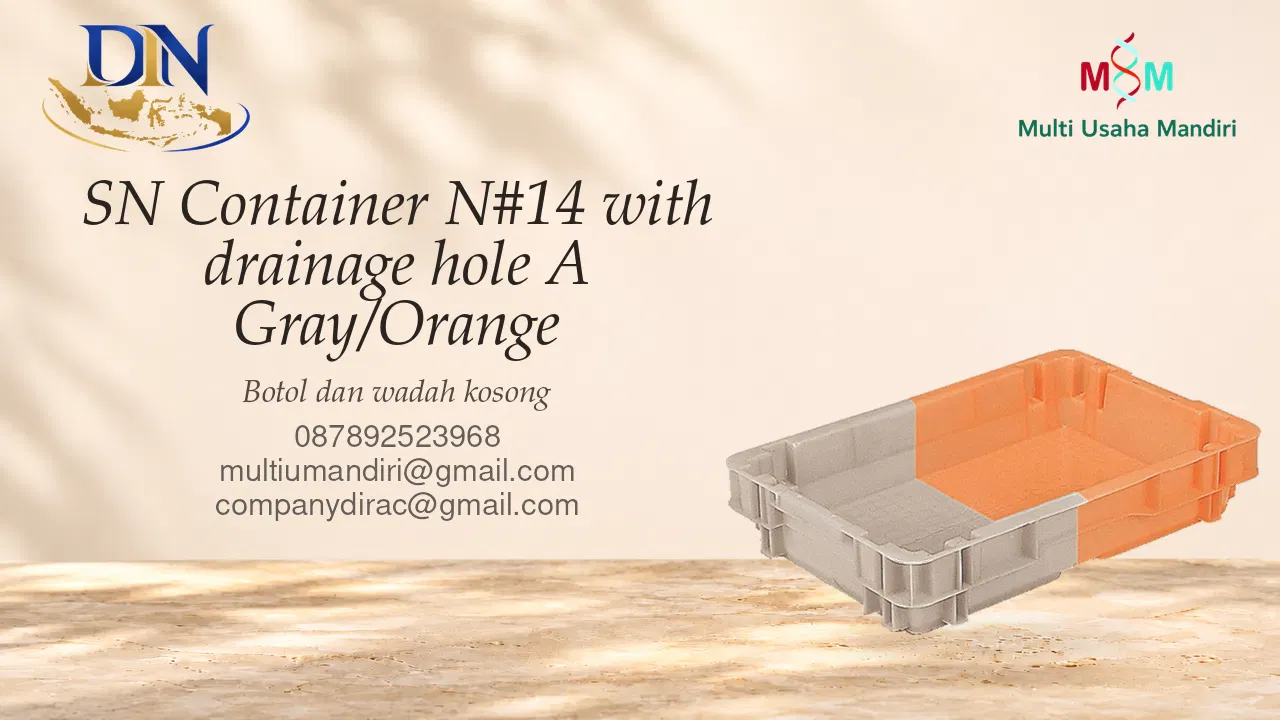 DN
M M
Multi Usaha Mandiri
SN Container N#14 with
drainage hole A
Gray/Orange
Botol dan wadah kosong
087892523968
multiumandiri@gmail.com
companydirac@gmail.com